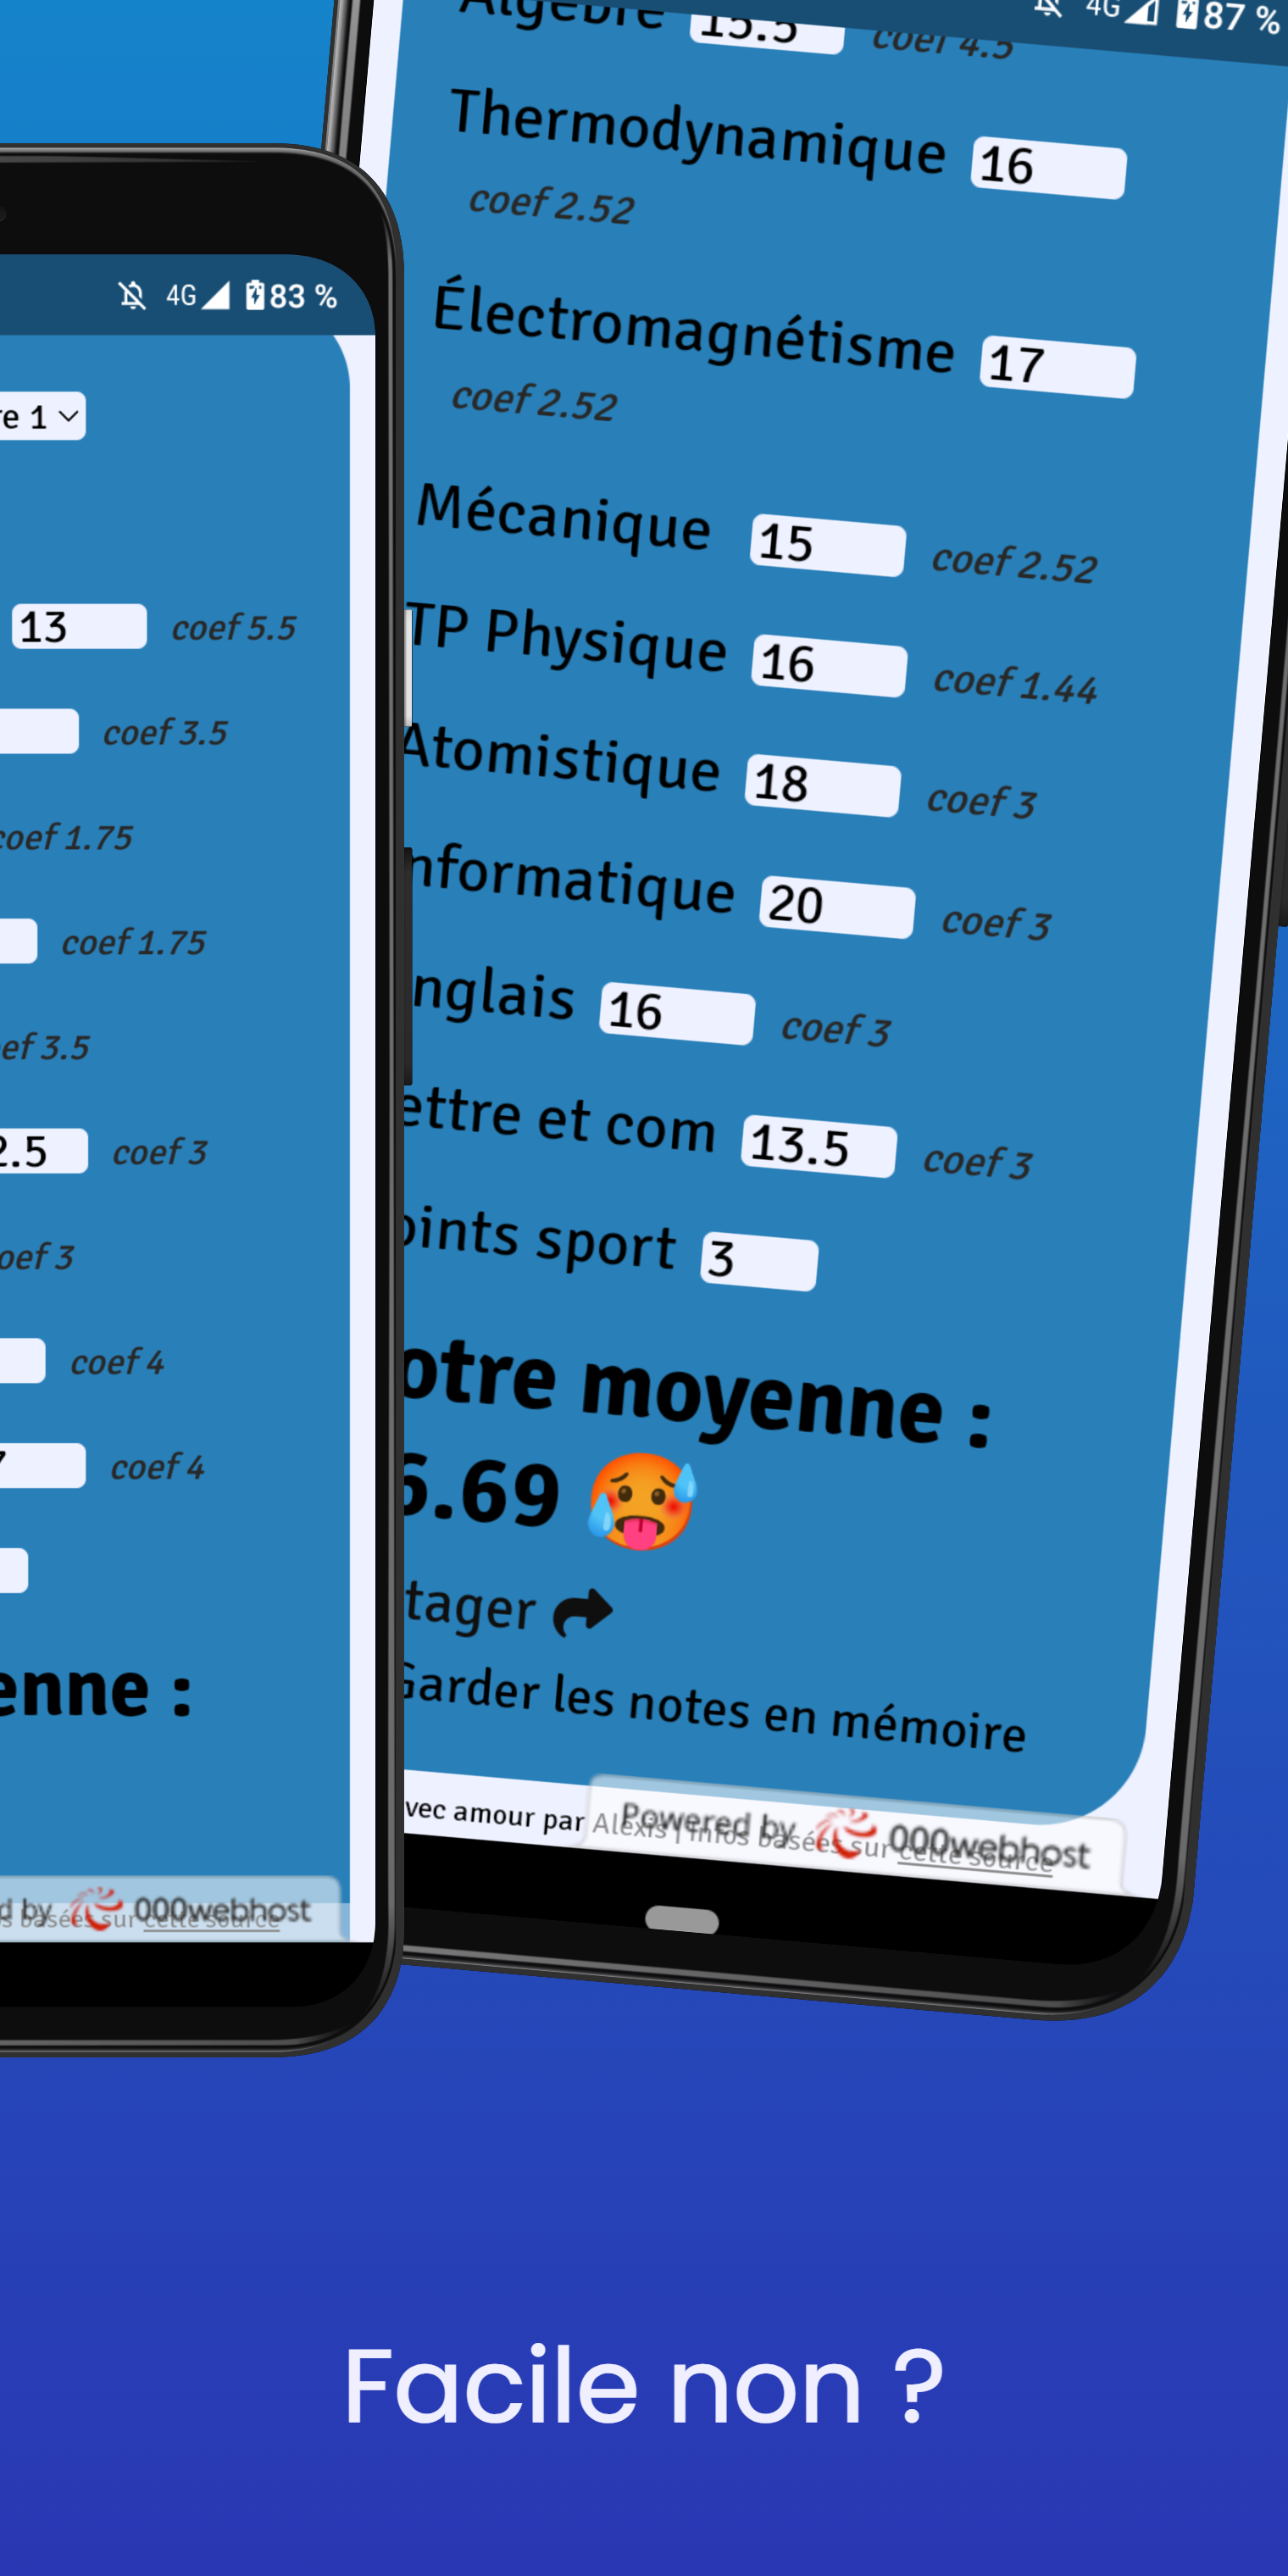 83 %
4G
re 1
13 coef 5.5
coef 3.5
coef 1.75
coef 1.75
ef 3.5
2.5 coef 3
oef 3
coef 4
coef 4
enne :
d by 000webhost
s basées sur cette source
4G 87 %
Algèbre 15.5 coef 4.5
Thermodynamique 16
coef 2.52
Électromagnétisme 17
coef 2.52
Mécanique 15 coef 2.52
TP Physique 16 coef 1.44
Atomistique 18 coef 3
nformatique 20 coef 3
nglais 16 coef 3
ettre et com 13.5 coef 3
oints sport 3
otre moyenne :
6.69 🥵
tager
Garder les notes en mémoire
vec amour par Alexis | Infos basées sur cette source
Powered by 000webhost
Facile non ?